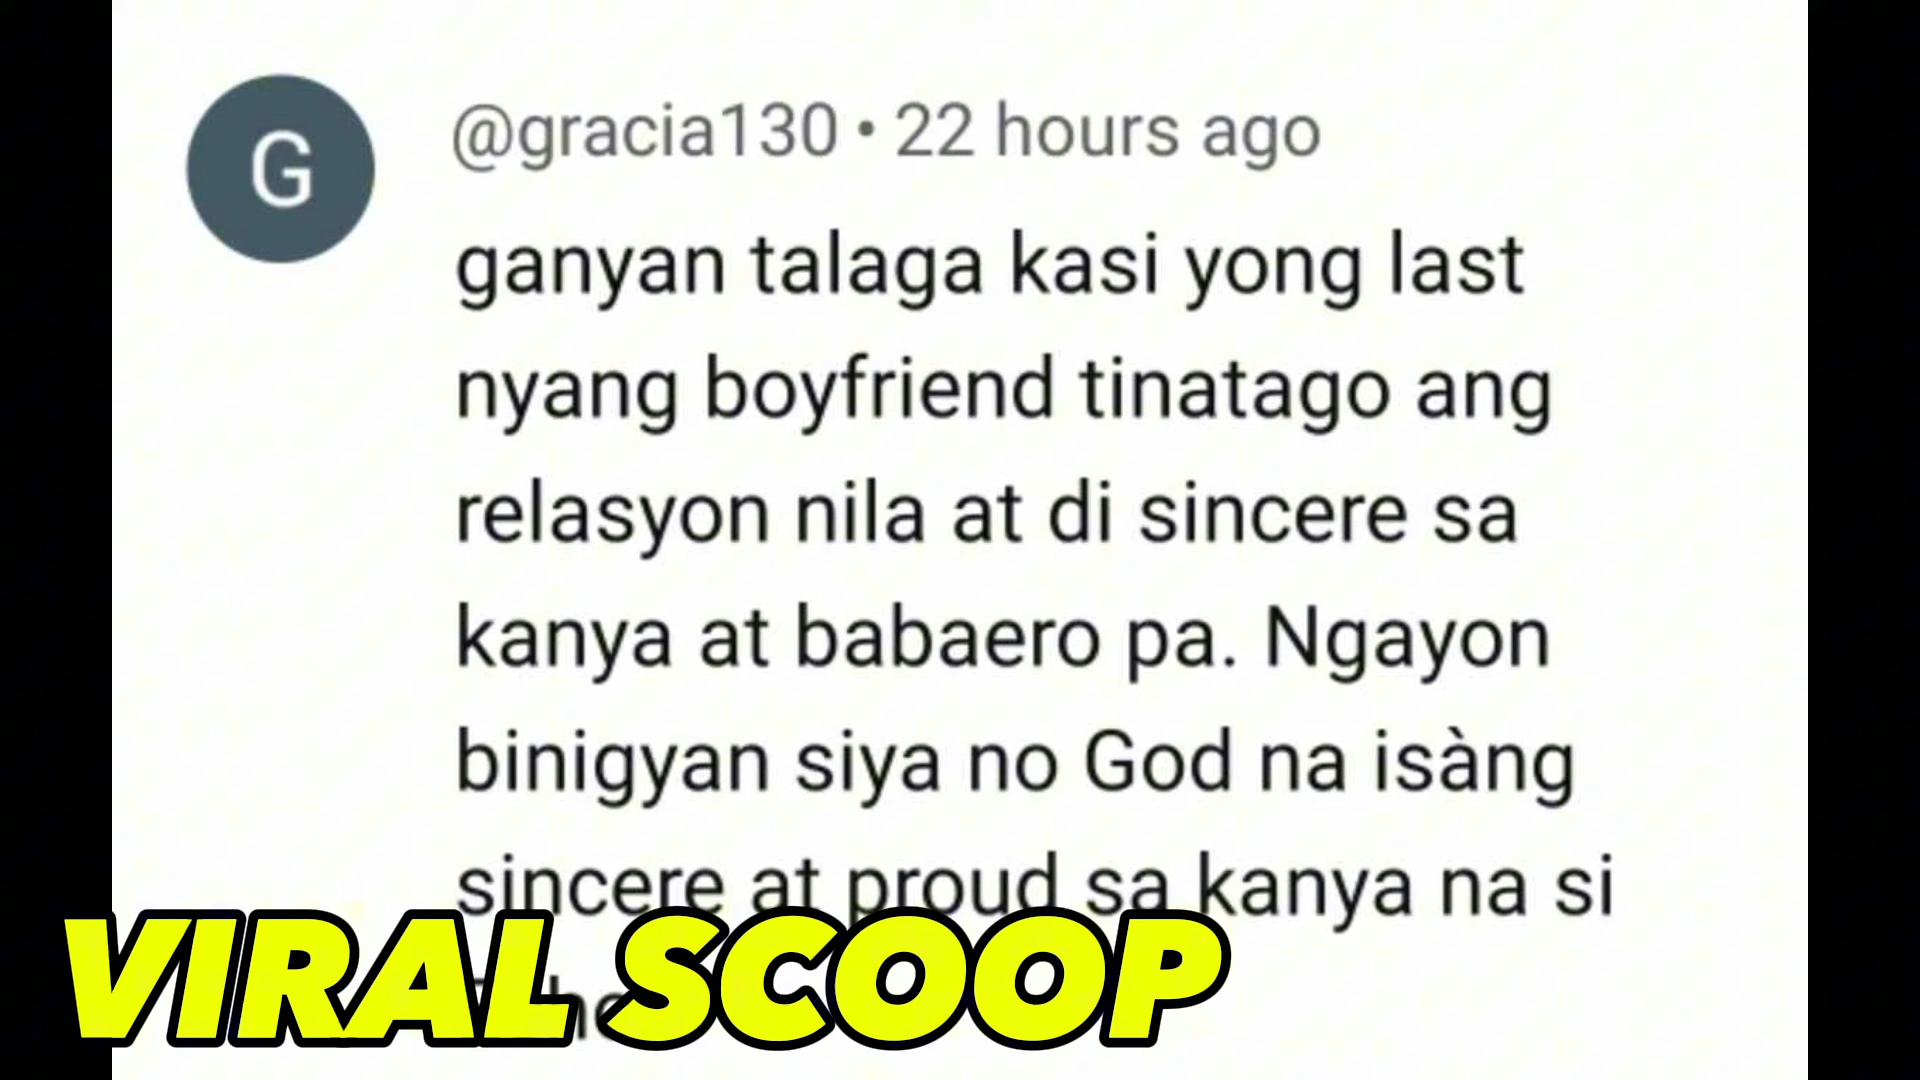 G
@gracia130 • 22 hours ago
ganyan talaga kasi yong last
nyang boyfriend tinatago ang
relasyon nila at di sincere sa
kanya at babaero pa. Ngayon
binigyan siya no God na isàng
sincere at proud sa kanya na si
VIRAL SCOOP